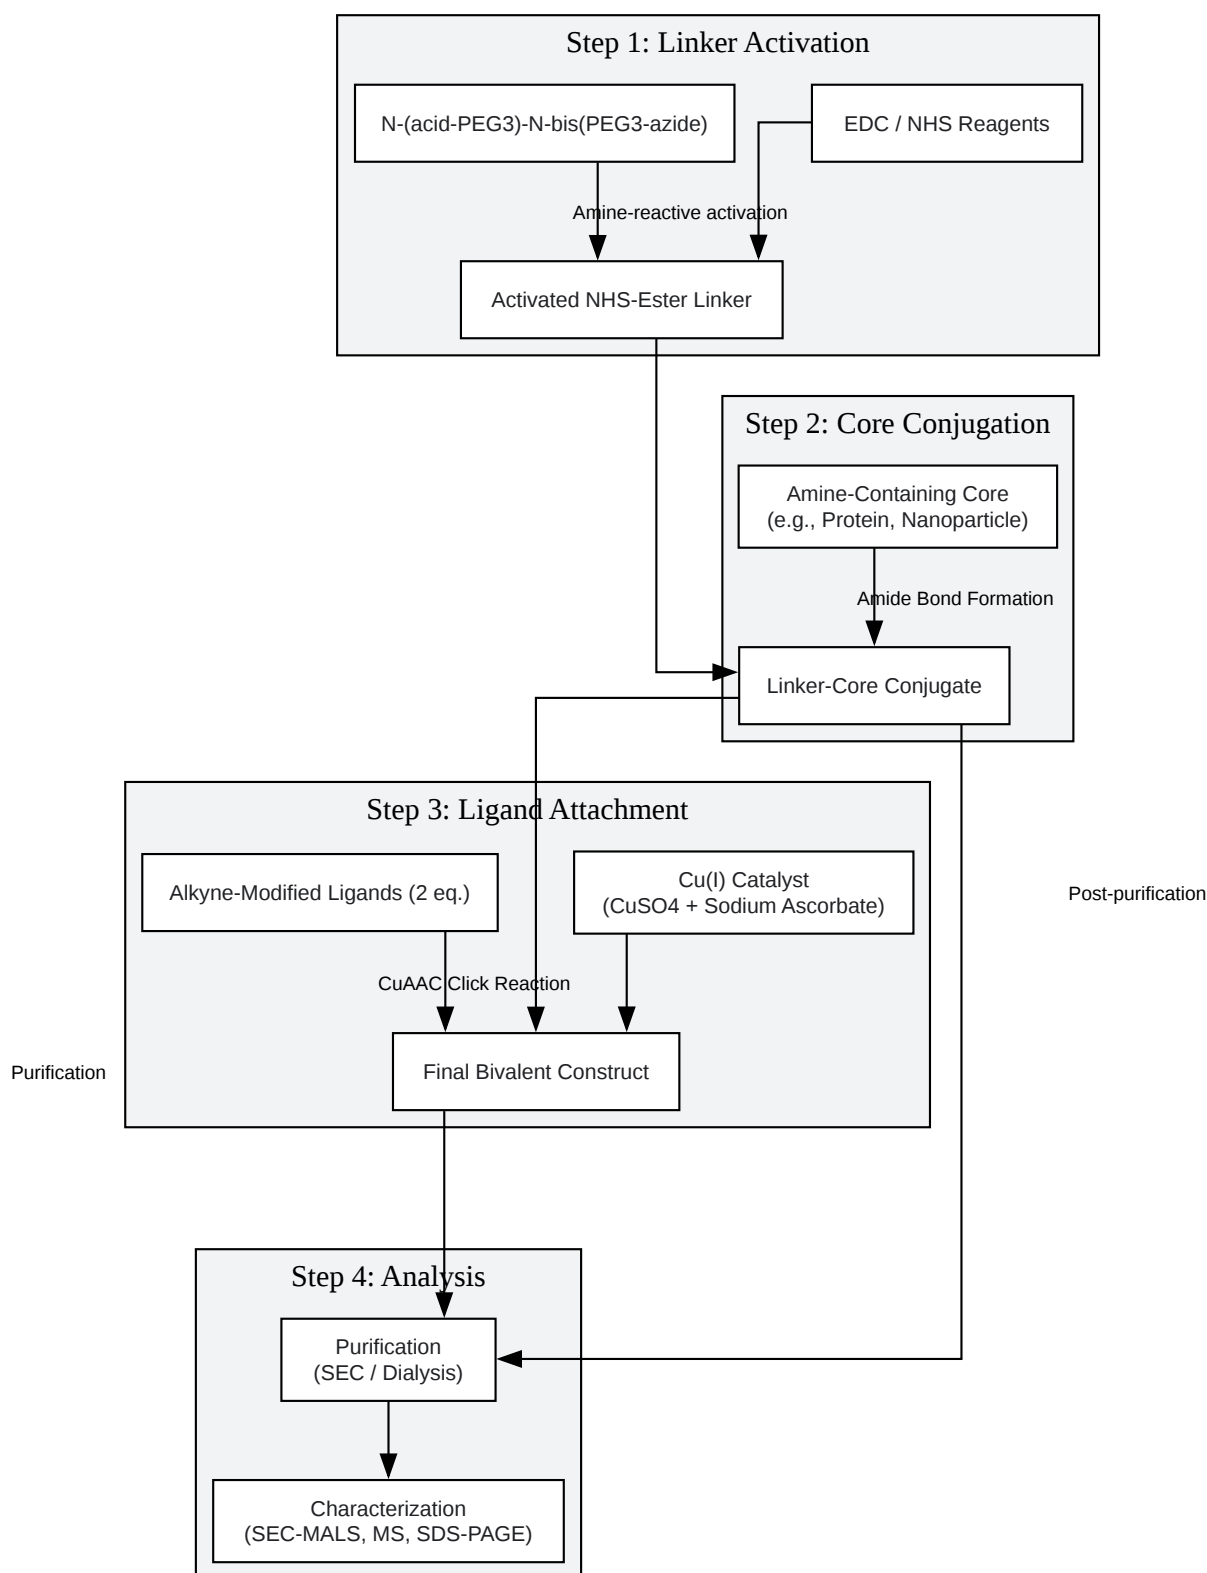 Step 1: Linker Activation
N-(acid-PEG3)-N-bis(PEG3-azide)
EDC / NHS Reagents
Amine-reactive activation
Activated NHS-Ester Linker
Step 2: Core Conjugation
Amine-Containing Core
(e.g., Protein, Nanoparticle)
Amide Bond Formation
Linker-Core Conjugate
Step 3: Ligand Attachment
Alkyne-Modified Ligands (2 eq.)
Cu(I) Catalyst
(CuSO4 + Sodium Ascorbate)
Post-purification
CuAAC Click Reaction
Final Bivalent Construct
Purification
Step 4: Analysis
Purification
(SEC / Dialysis)
Characterization
(SEC-MALS, MS, SDS-PAGE)